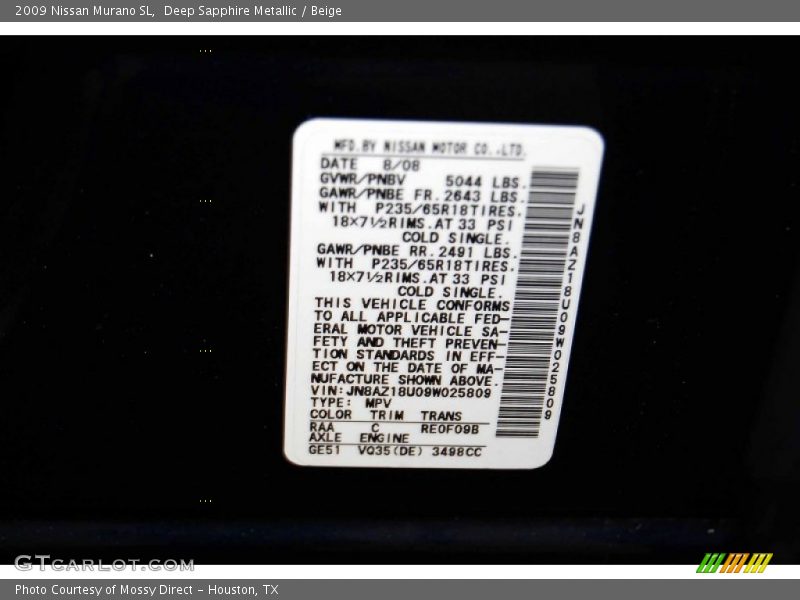 2009 Nissan Murano SL,  Deep Sapphire Metallic / Beige
MFD.BY NISSAN MOTOR CO.,LTD.
DATE 8/08
GVWR/PNBV 5044 LBS.
GAWR/PNBE FR. 2643 LBS.
WITH P235/65R18TIRES.
18×7½RIMS.AT 33 PSI
COLD SINGLE.
GAWR/PNBE RR. 2491 LBS.
WITH P235/65R18TIRES.
18×7½RIMS.AT 33 PSI
COLD SINGLE.
THIS VEHICLE CONFORMS
TO ALL APPLICABLE FED-
ERAL MOTOR VEHICLE SA-
FETY AND THEFT PREVEN-
TION STANDARDS IN EFF-
ECT ON THE DATE OF MA-
NUFACTURE SHOWN ABOVE.
VIN:JN8AZ18U09W025809
TYPE: MPV
COLOR TRIM TRANS
RAA C RE0F09B
AXLE ENGINE
GE51 VQ35(DE) 3498CC
JN8AZ18U09W025809
GTCARLOT.COM
Photo Courtesy of Mossy Direct - Houston, TX